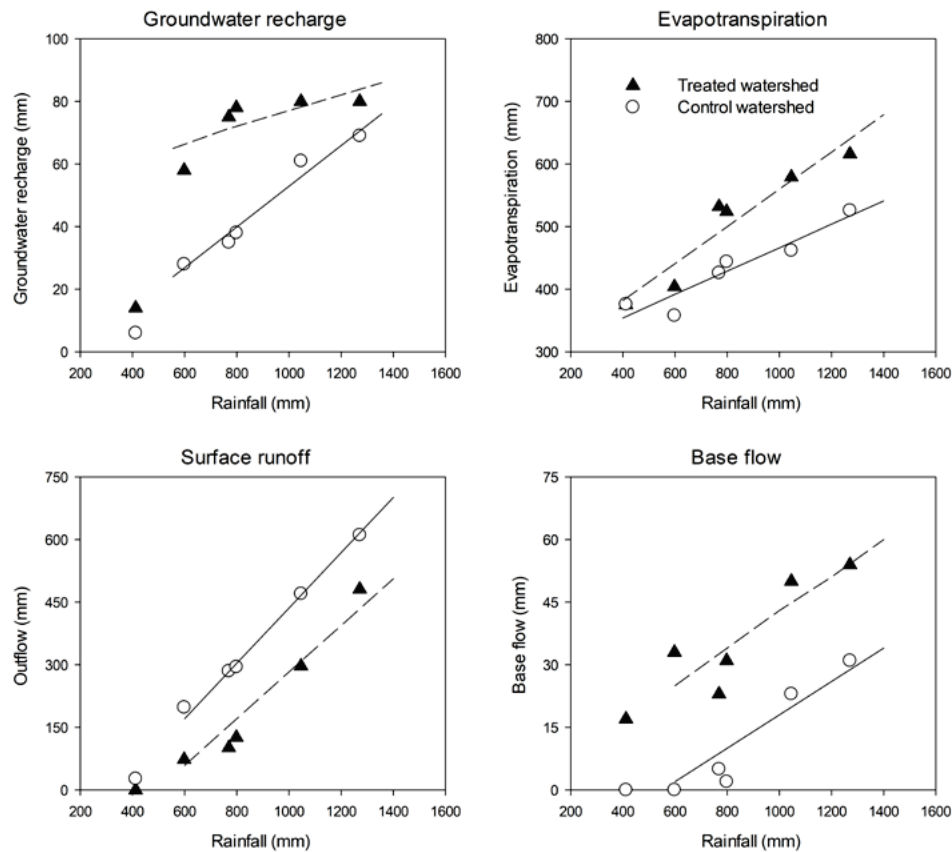 Groundwater recharge
Groundwater recharge (mm)
100
80
60
40
20
0
200 400 600 800 1000 1200 1400 1600
Rainfall (mm)
Evapotranspiration
Evapotranspiration (mm)
800
700
600
500
400
300
Treated watershed
Control watershed
200 400 600 800 1000 1200 1400 1600
Rainfall (mm)
Surface runoff
Outflow (mm)
750
600
450
300
150
0
200 400 600 800 1000 1200 1400 1600
Rainfall (mm)
Base flow
Base flow (mm)
75
60
45
30
15
0
200 400 600 800 1000 1200 1400 1600
Rainfall (mm)